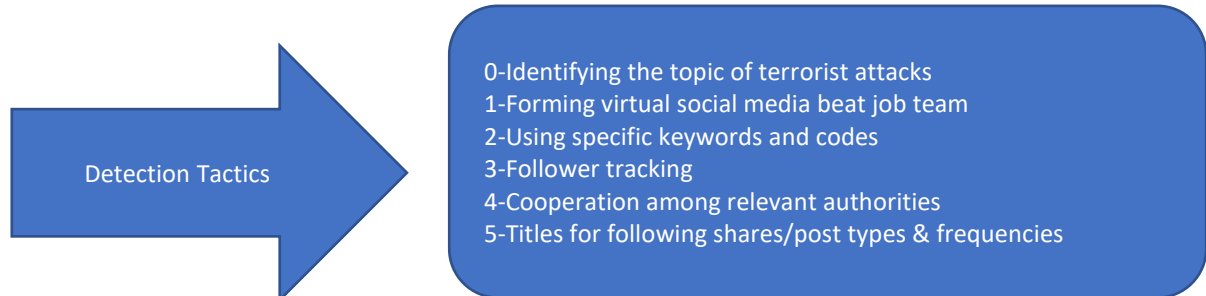 Detection Tactics
0-Identifying the topic of terrorist attacks
1-Forming virtual social media beat job team
2-Using specific keywords and codes
3-Follower tracking
4-Cooperation among relevant authorities
5-Titles for following shares/post types & frequencies